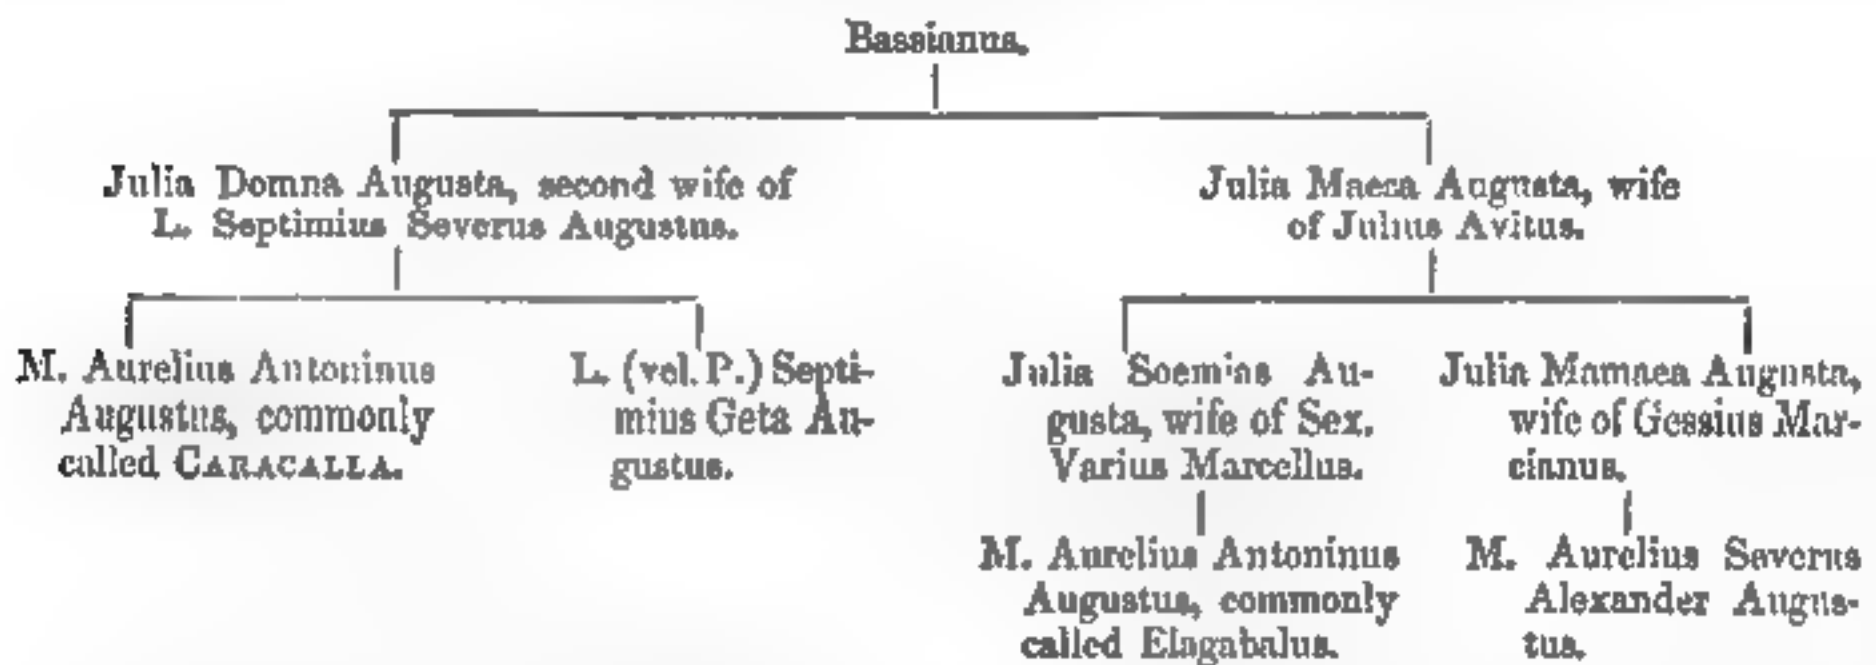 Bassianus.
Julia Domna Augusta, second wife of
L. Septimius Severus Augustus.
Julia Maesa Augusta, wife
of Julius Avitus.
M. Aurelius Antoninus
Augustus, commonly
called CARACALLA.
L. (vel. P.) Septi-
mius Geta Au-
gustus.
Julia Soemias Au-
gusta, wife of Sex.
Varius Marcellus.
Julia Mamaea Augusta,
wife of Gessius Mar-
cianus.
M. Aurelius Antoninus
Augustus, commonly
called Elagabalus.
M. Aurelius Severus
Alexander Augus-
tus.